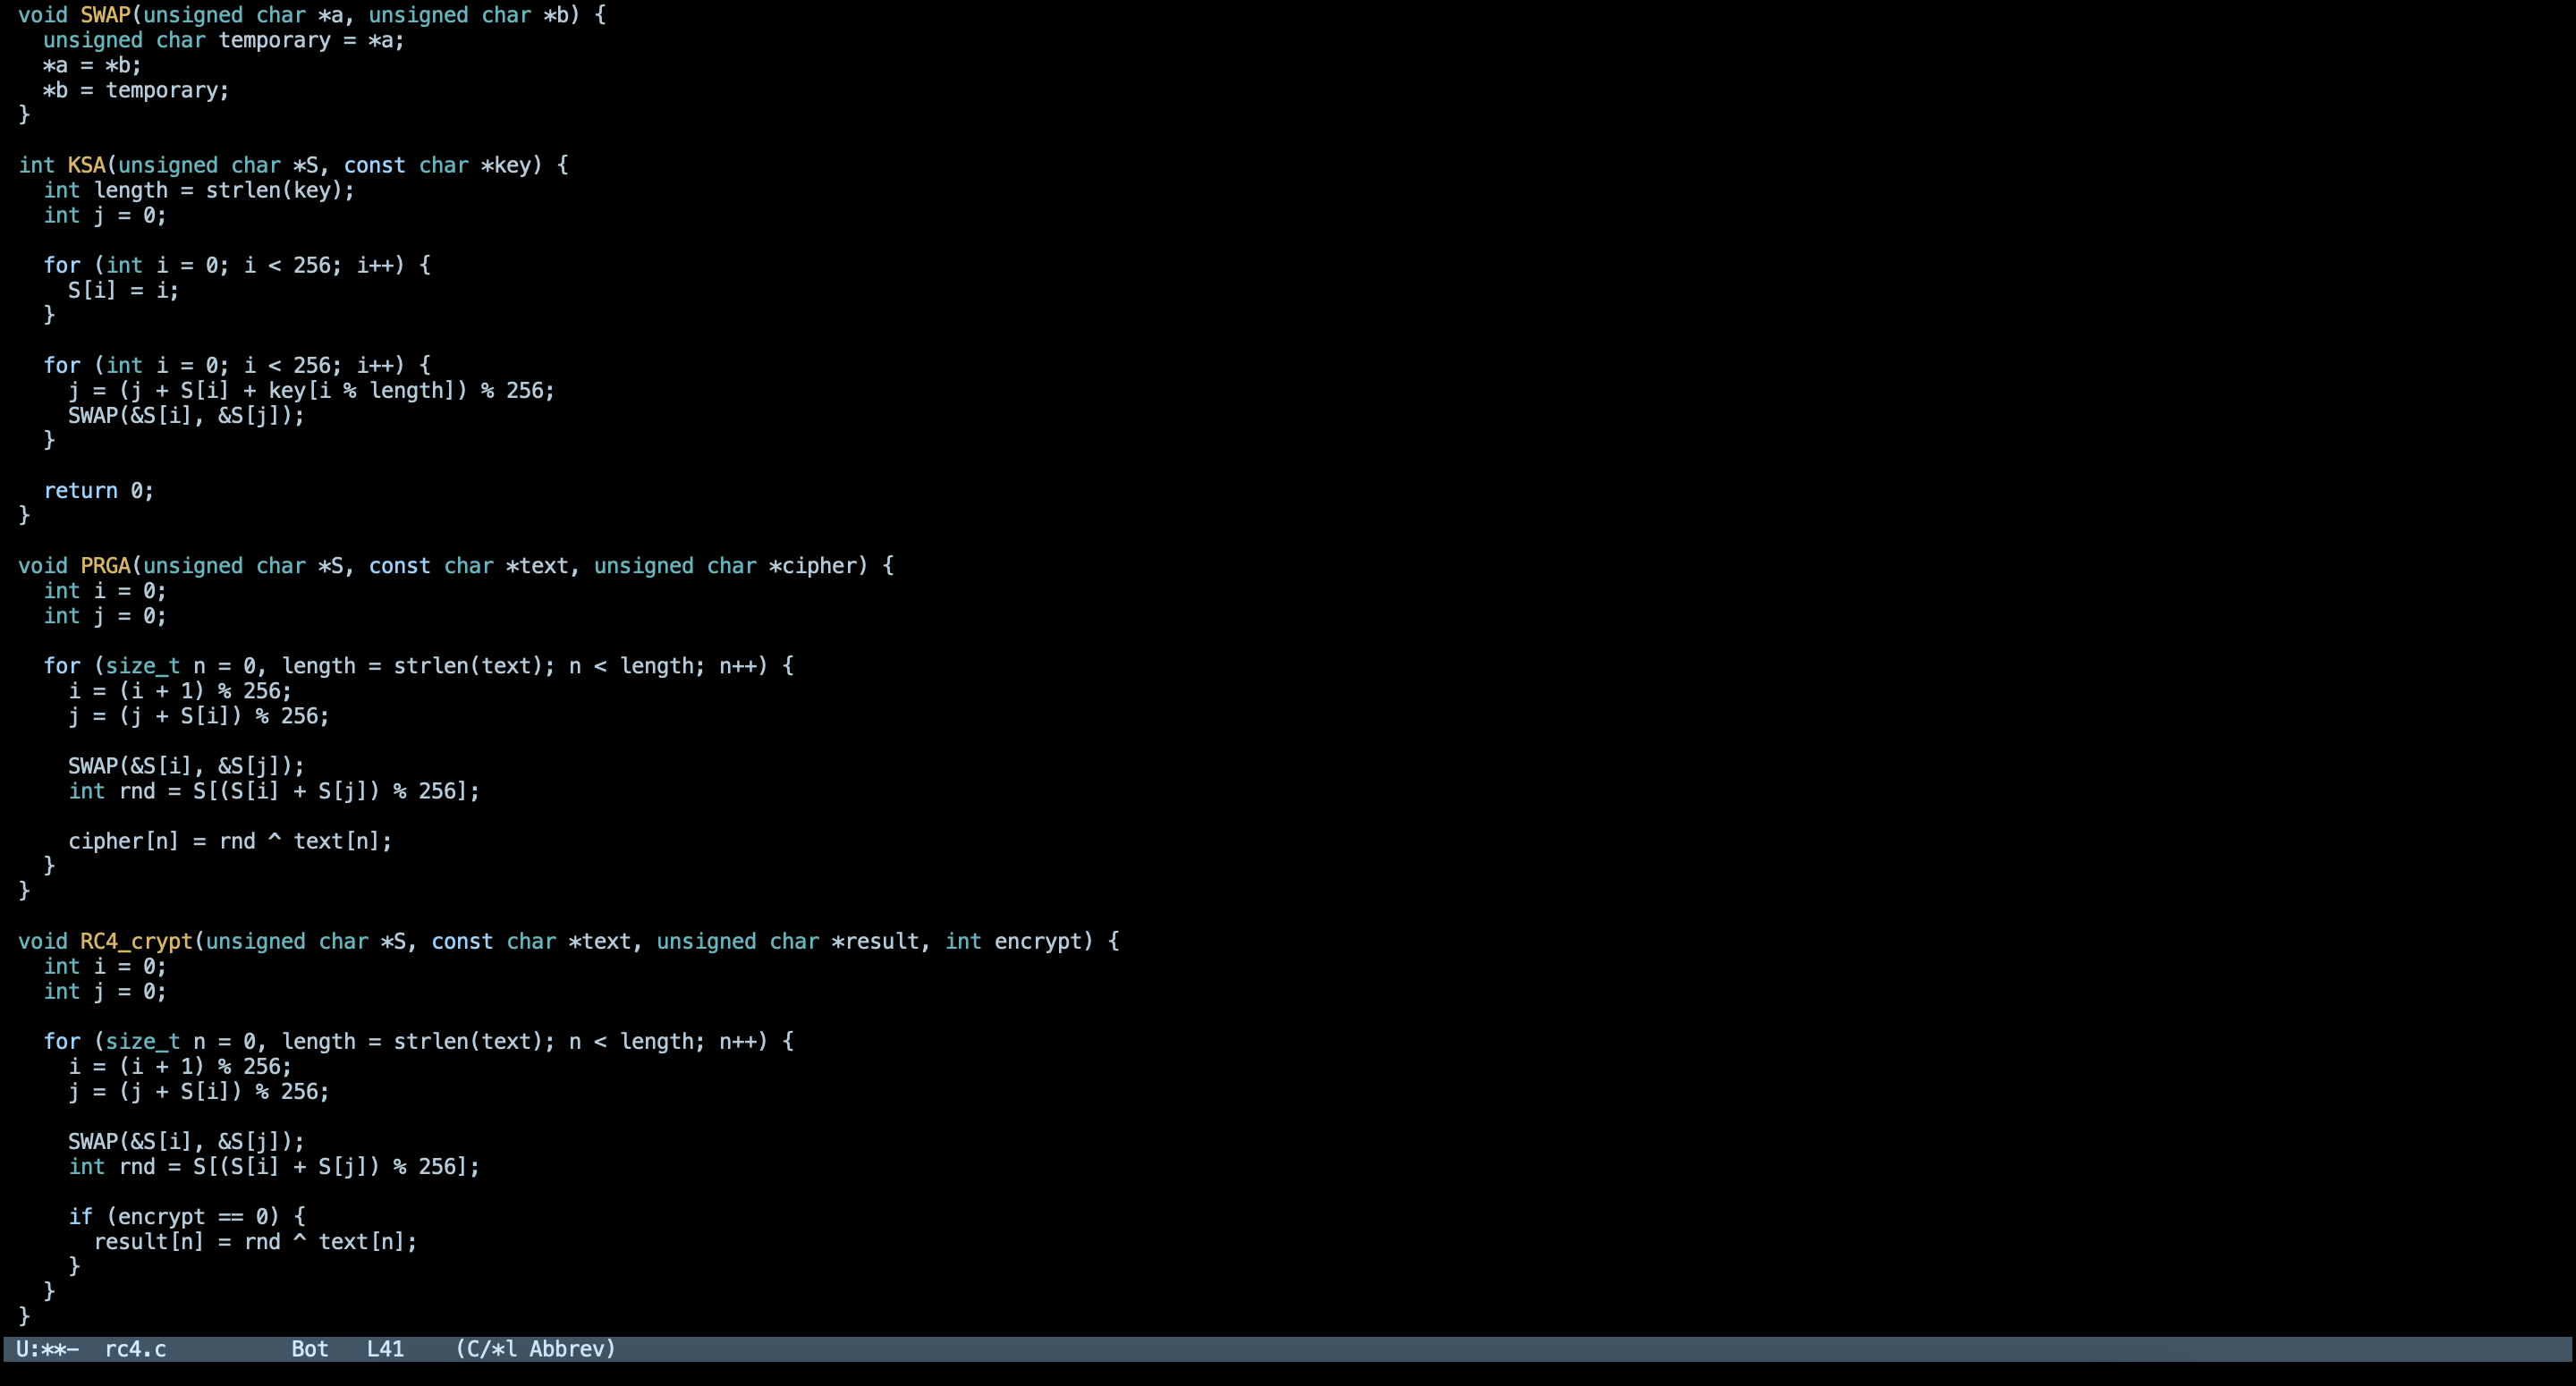 void SWAP(unsigned char *a, unsigned char *b) {
  unsigned char temporary = *a;
  *a = *b;
  *b = temporary;
}

int KSA(unsigned char *S, const char *key) {
  int length = strlen(key);
  int j = 0;

  for (int i = 0; i < 256; i++) {
    S[i] = i;
  }

  for (int i = 0; i < 256; i++) {
    j = (j + S[i] + key[i % length]) % 256;
    SWAP(&S[i], &S[j]);
  }

  return 0;
}

void PRGA(unsigned char *S, const char *text, unsigned char *cipher) {
  int i = 0;
  int j = 0;

  for (size_t n = 0, length = strlen(text); n < length; n++) {
    i = (i + 1) % 256;
    j = (j + S[i]) % 256;

    SWAP(&S[i], &S[j]);
    int rnd = S[(S[i] + S[j]) % 256];

    cipher[n] = rnd ^ text[n];
  }
}

void RC4_crypt(unsigned char *S, const char *text, unsigned char *result, int encrypt) {
  int i = 0;
  int j = 0;

  for (size_t n = 0, length = strlen(text); n < length; n++) {
    i = (i + 1) % 256;
    j = (j + S[i]) % 256;

    SWAP(&S[i], &S[j]);
    int rnd = S[(S[i] + S[j]) % 256];

    if (encrypt == 0) {
      result[n] = rnd ^ text[n];
    }
  }
}
U:**-  rc4.c          Bot   L41    (C/*l Abbrev)